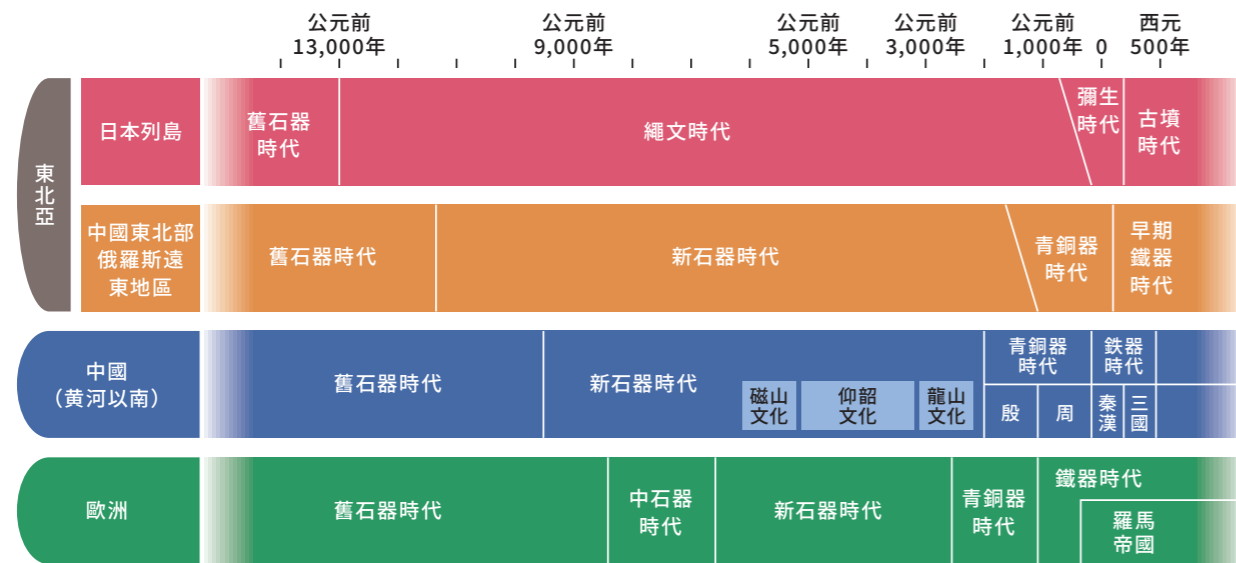 公元前
13,000年
公元前
9,000年
公元前
5,000年
公元前
3,000年
公元前
1,000年
0
西元
500年
東北亞
日本列島
舊石器
時代
繩文時代
彌生
時代
古墳
時代
中國東北部
俄羅斯遠
東地區
舊石器時代
新石器時代
青銅器
時代
早期
鐵器
時代
中國
（黄河以南）
舊石器時代
新石器時代
磁山
文化
仰韶
文化
龍山
文化
青銅器
時代
鉄器
時代
殷
周
秦
漢
三
國
歐洲
舊石器時代
中石器
時代
新石器時代
青銅器
時代
鐵器時代
羅馬
帝國